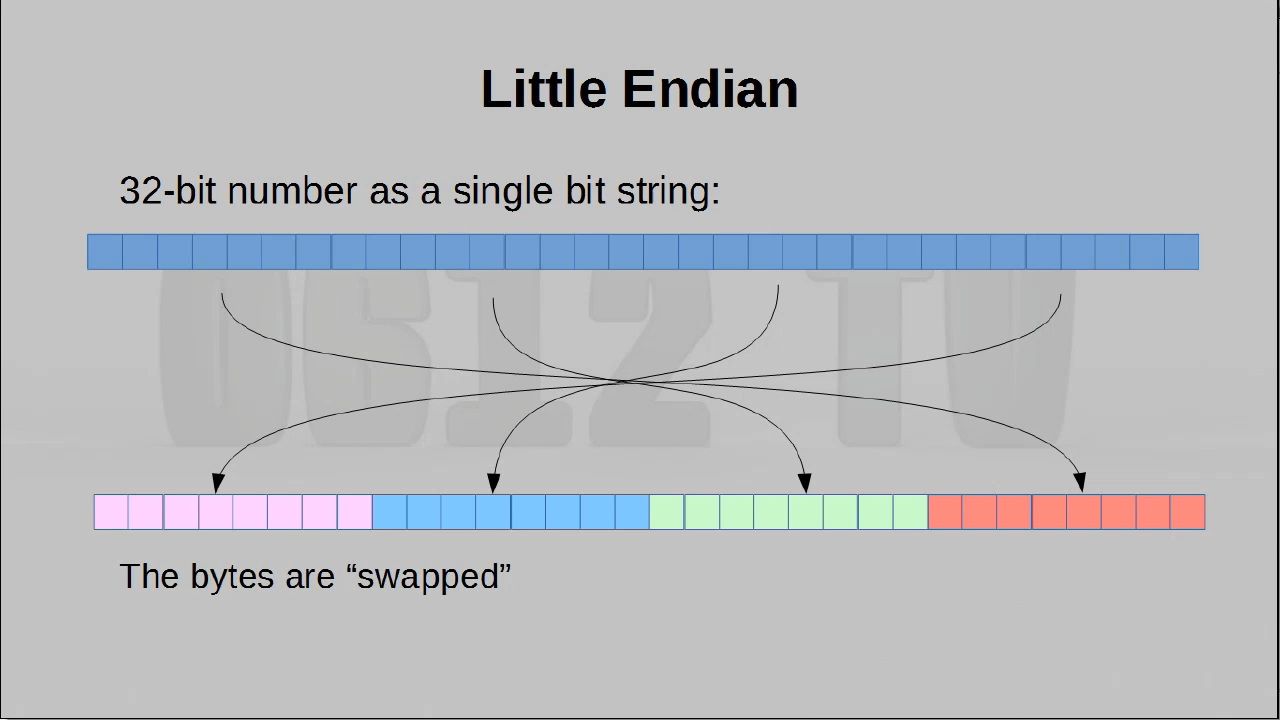 Little Endian
32-bit number as a single bit string:
The bytes are “swapped”